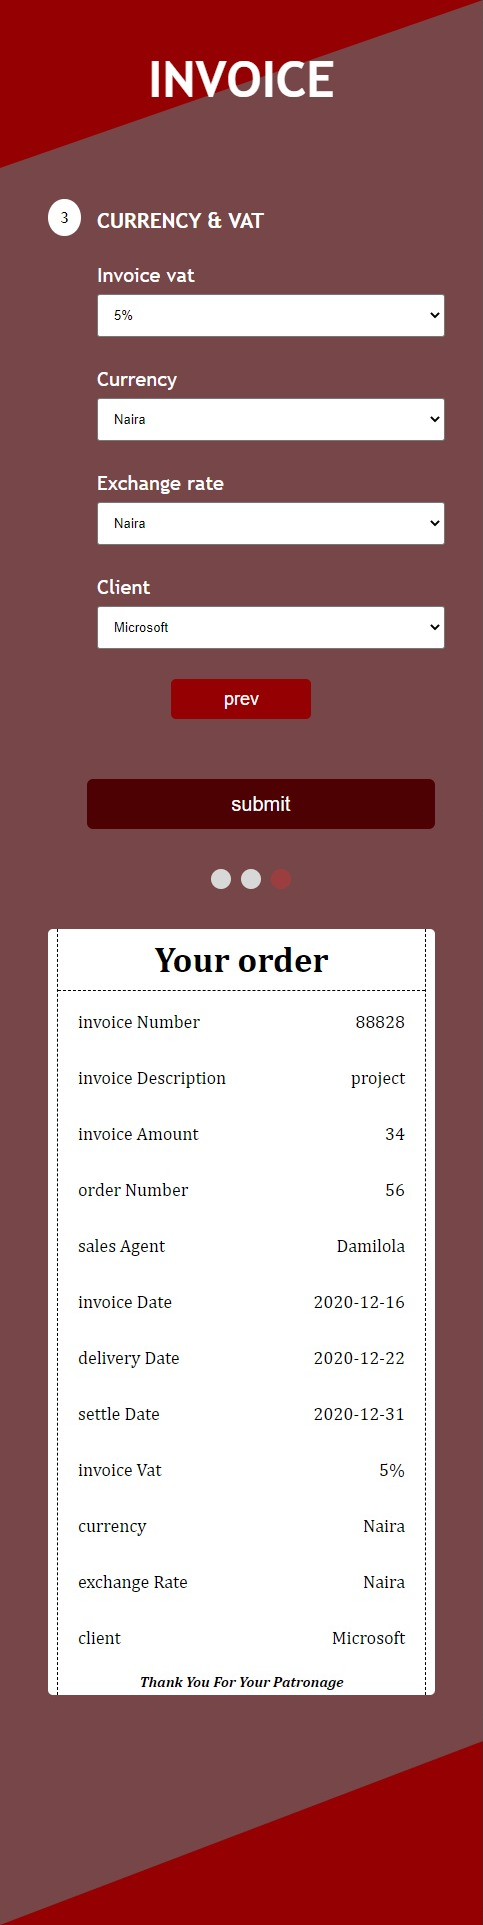 INVOICE
3 CURRENCY & VAT
Invoice vat
5%
Currency
Naira
Exchange rate
Naira
Client
Microsoft
prev
submit
Your order
invoice Number 88828
invoice Description project
invoice Amount 34
order Number 56
sales Agent Damilola
invoice Date 2020-12-16
delivery Date 2020-12-22
settle Date 2020-12-31
invoice Vat 5%
currency Naira
exchange Rate Naira
client Microsoft
Thank You For Your Patronage